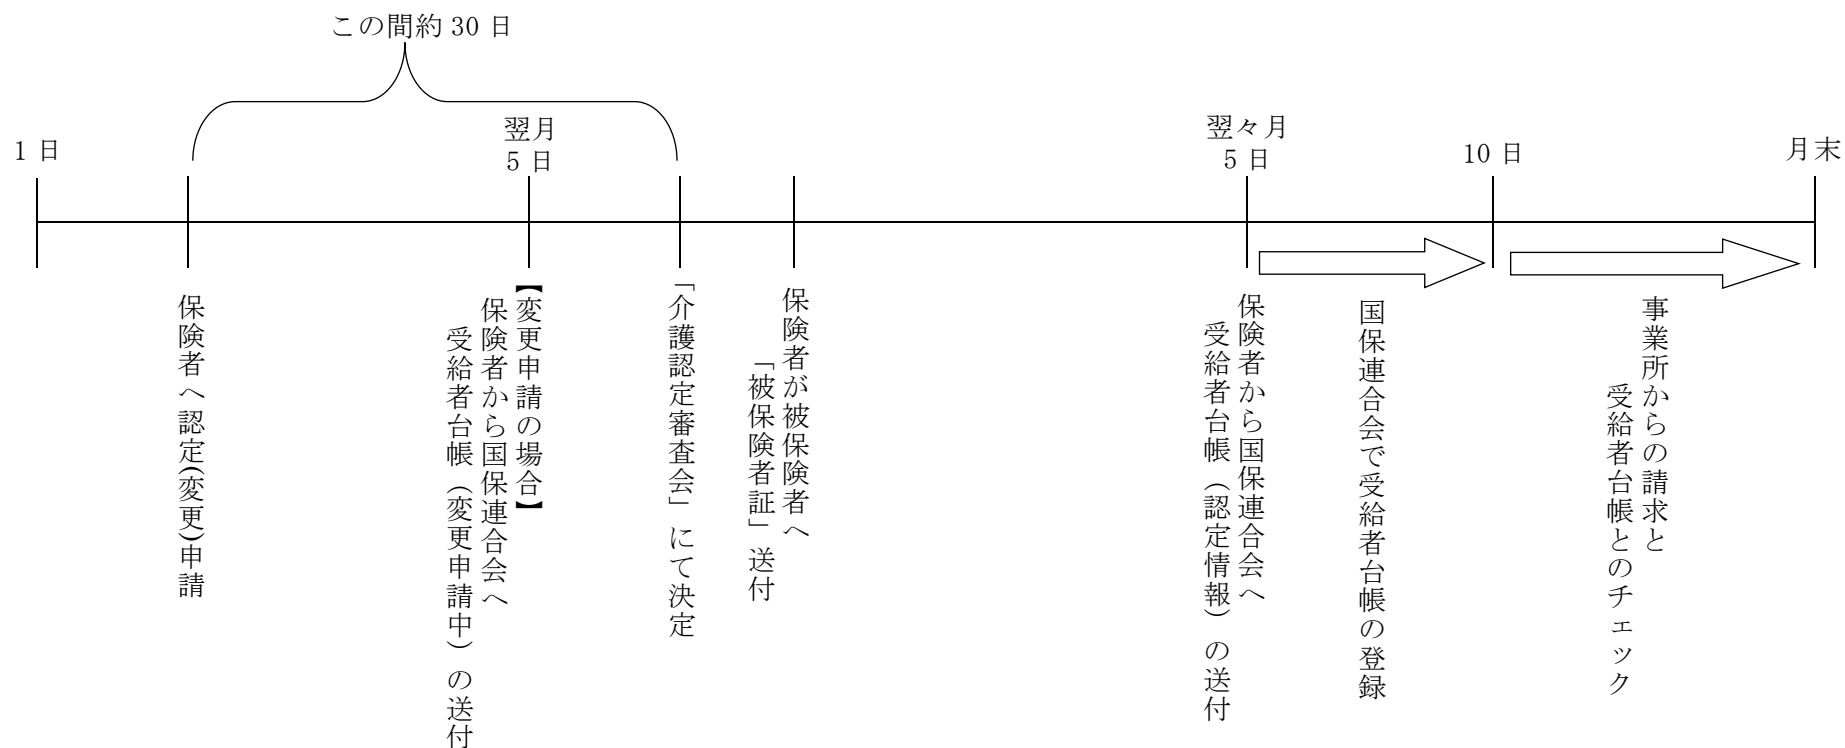 この間約 30 日
1 日
翌月
5 日
翌々月
5 日
10 日
月末
保険者へ認定(変更)申請
【変更申請の場合】
保険者から国保連合会へ
受給者台帳（変更申請中）の送付
「介護認定審査会」にて決定
保険者が被保険者へ
「被保険者証」送付
保険者から国保連合会へ
受給者台帳（認定情報）の送付
国保連合会で受給者台帳の登録
事業所からの請求と
受給者台帳とのチェック